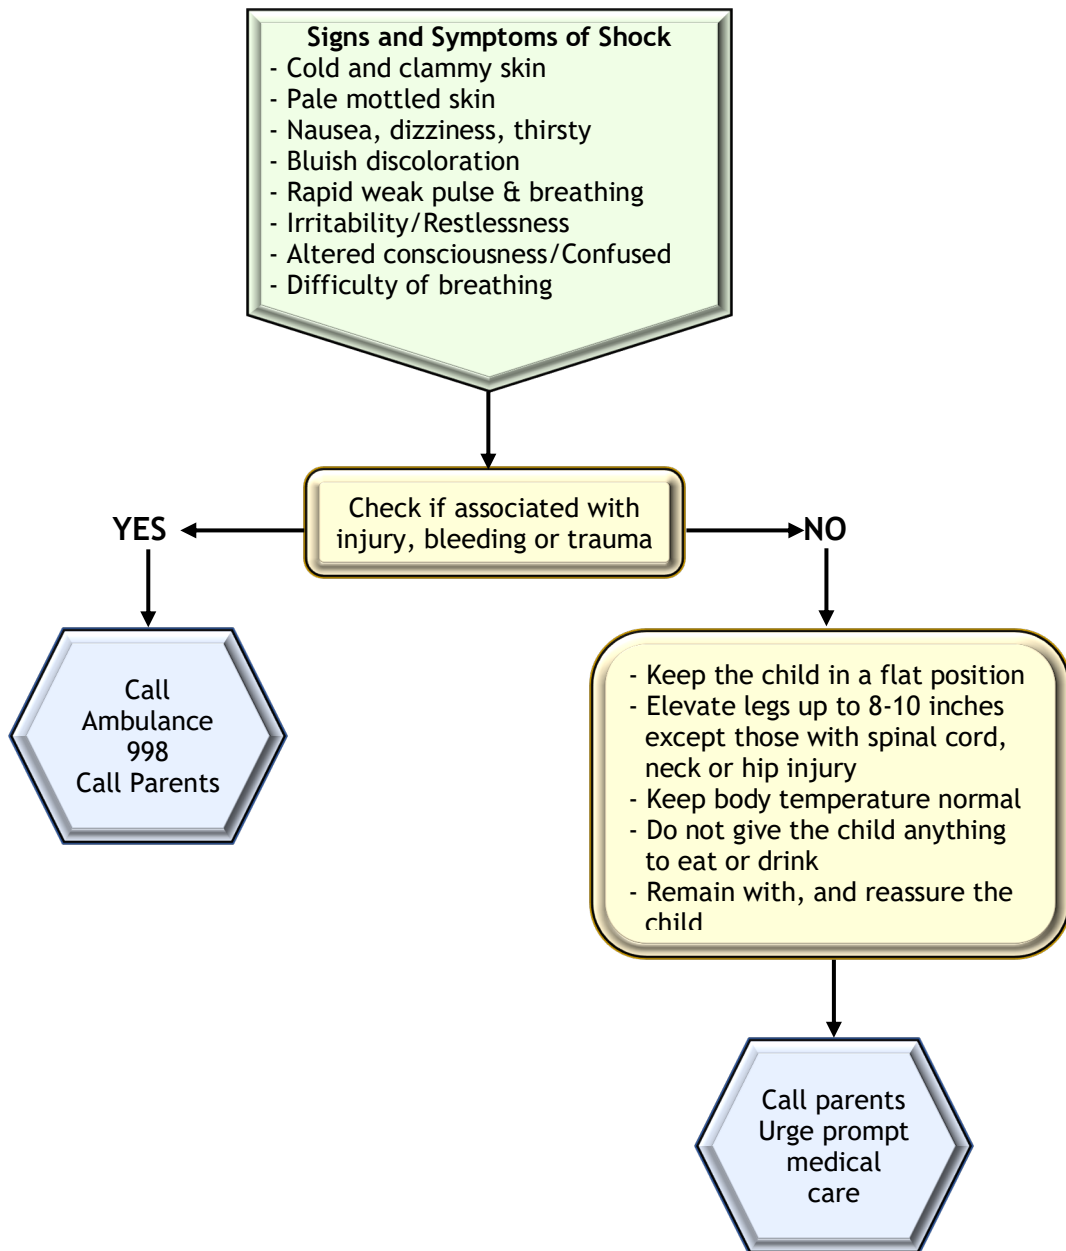 Signs and Symptoms of Shock
- Cold and clammy skin
- Pale mottled skin
- Nausea, dizziness, thirsty
- Bluish discoloration
- Rapid weak pulse & breathing
- Irritability/Restlessness
- Altered consciousness/Confused
- Difficulty of breathing
Check if associated with
injury, bleeding or trauma
YES
NO
Call
Ambulance
998
Call Parents
- Keep the child in a flat position
- Elevate legs up to 8-10 inches
except those with spinal cord,
neck or hip injury
- Keep body temperature normal
- Do not give the child anything
to eat or drink
- Remain with, and reassure the
child
Call parents
Urge prompt
medical
care